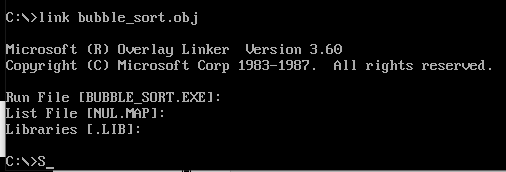 C:\>link bubble_sort.obj
Microsoft (R) Overlay Linker  Version 3.60
Copyright (C) Microsoft Corp 1983-1987.  All rights reserved.
Run File [BUBBLE_SORT.EXE]:
List File [NUL.MAP]:
Libraries [.LIB]:
C:\>S_